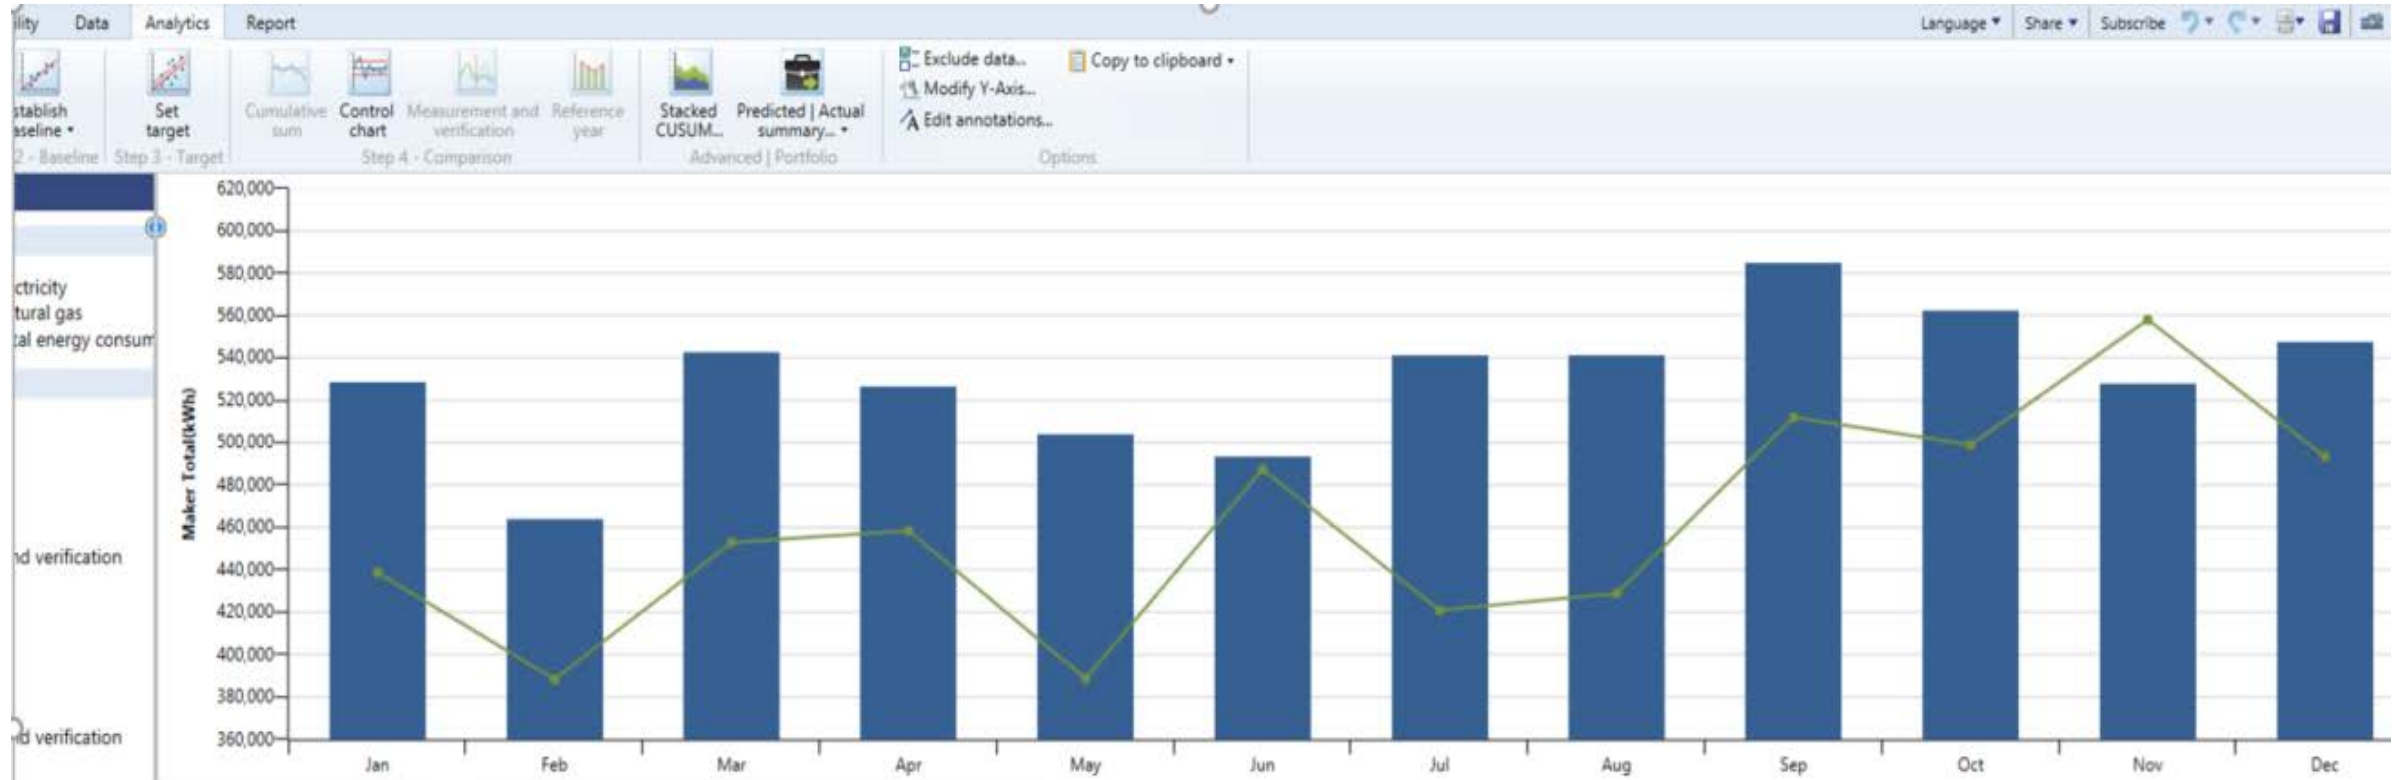 ility Data Analytics Report Language Share Subscribe
stablish
aseline
Set
target
Cumulative
sum
Control
chart
Measurement and
verification
Reference
year
Stacked
CUSUM...
Predicted | Actual
summary...
Exclude data...
Modify Y-Axis...
Edit annotations...
Copy to clipboard
2 - Baseline Step 3 - Target Step 4 - Comparison Advanced | Portfolio Options
ctricity
tural gas
tal energy consum
nd verification
nd verification
Maker Total(kWh)
620,000
600,000
580,000
560,000
540,000
520,000
500,000
480,000
460,000
440,000
420,000
400,000
380,000
360,000
Jan Feb Mar Apr May Jun Jul Aug Sep Oct Nov Dec